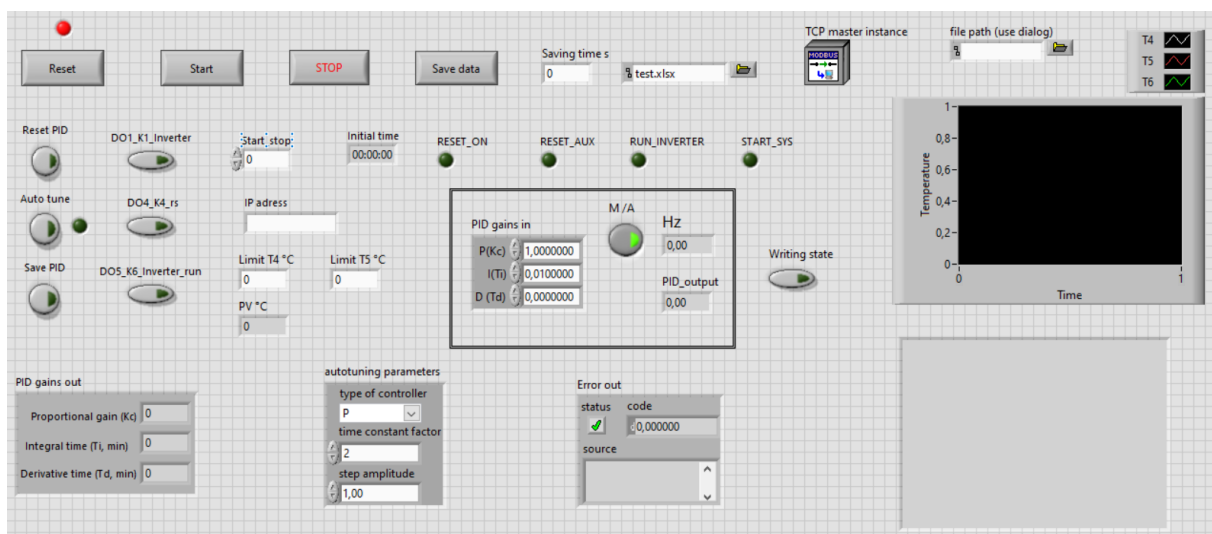 TCP master instance
file path (use dialog)
T4
T5
T6
Reset
Start
STOP
Save data
Saving time s
0
test.xlsx
MODBUS
Reset PID
DO1_K1_Inverter
Start_stop
0
Initial time
00:00:00
RESET_ON
RESET_AUX
RUN_INVERTER
START_SYS
Auto tune
DO4_K4_rs
IP adress
Save PID
DO5_K6_Inverter_run
Limit T4 °C
0
Limit T5 °C
0
PV °C
0
PID gains in
P(Kc) 1,0000000
I(Ti) 0,0100000
D (Td) 0,0000000
M /A
Hz
0,00
PID_output
0,00
Writing state
Temperature
1
0,8
0,6
0,4
0,2
0
0 1
Time
PID gains out
Proportional gain (Kc) 0
Integral time (Ti, min) 0
Derivative time (Td, min) 0
autotuning parameters
type of controller
P
time constant factor
2
step amplitude
1,00
Error out
status code
0,000000
source